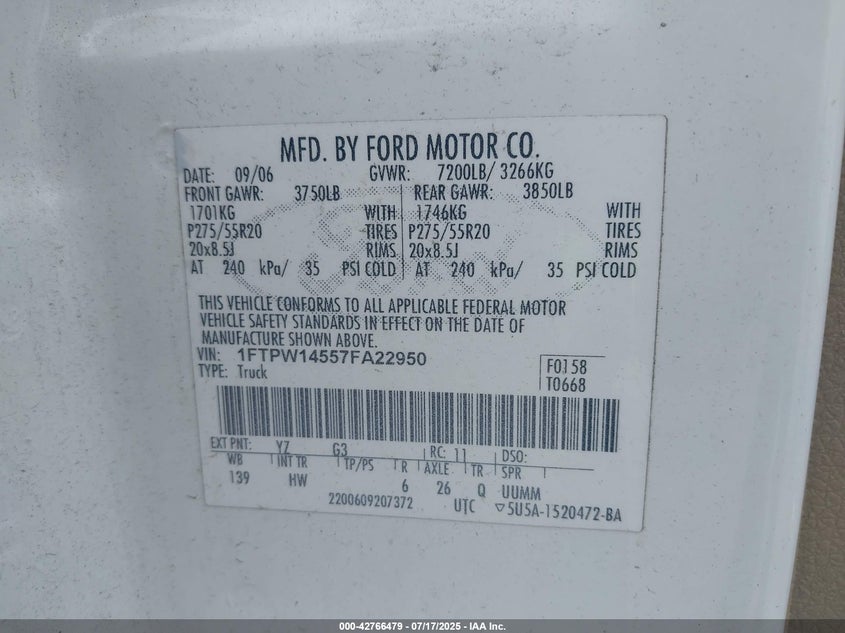 MFD. BY FORD MOTOR CO.
DATE: 09/06 GVWR: 7200LB/ 3266KG
FRONT GAWR: 3750LB REAR GAWR: 3850LB
1701KG WITH 1746KG WITH
P275/55R20 TIRES P275/55R20 TIRES
20x8.5J RIMS 20x8.5J RIMS
AT 240 kPa/ 35 PSI COLD AT 240 kPa/ 35 PSI COLD
THIS VEHICLE CONFORMS TO ALL APPLICABLE FEDERAL MOTOR
VEHICLE SAFETY STANDARDS IN EFFECT ON THE DATE OF
MANUFACTURE SHOWN ABOVE.
VIN: 1FTPW14557FA22950
TYPE: Truck
F0158
T0668
EXT PNT: YZ G3 RC: 11 DSO:
WB INT TR TP/PS R AXLE TR SPR
139 HW 6 26 Q UUMM
2200609207372 UTC ▽5U5A-1520472-BA
000-42766479 - 07/17/2025 - IAA Inc.